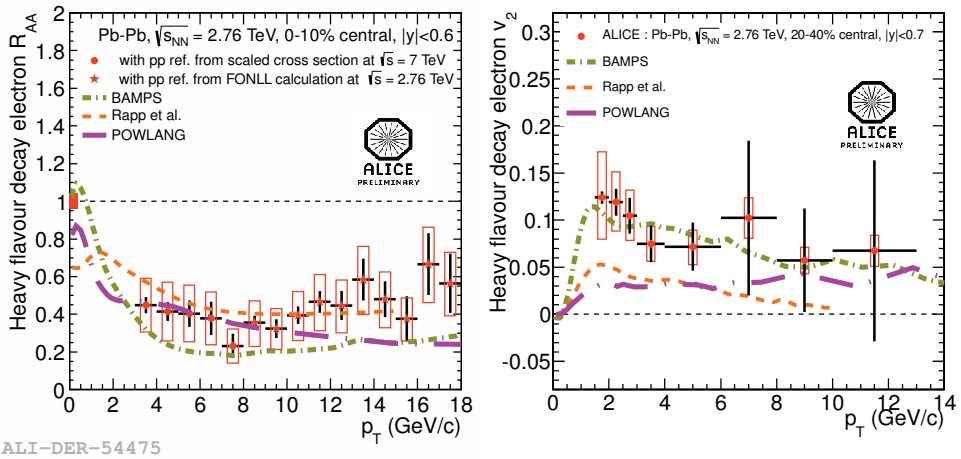 Heavy flavour decay electron R_AA
2
1.8
1.6
1.4
1.2
1
0.8
0.6
0.4
0.2
0
Pb-Pb, √s_NN = 2.76 TeV, 0-10% central, |y|<0.6
with pp ref. from scaled cross section at √s = 7 TeV
with pp ref. from FONLL calculation at √s = 2.76 TeV
BAMPS
Rapp et al.
POWLANG
ALICE
PRELIMINARY
0 2 4 6 8 10 12 14 16 18
p_T (GeV/c)
Heavy flavour decay electron v_2
0.3
0.25
0.2
0.15
0.1
0.05
0
-0.05
ALICE : Pb-Pb, √s_NN = 2.76 TeV, 20-40% central, |y|<0.7
BAMPS
Rapp et al.
POWLANG
ALICE
PRELIMINARY
0 2 4 6 8 10 12 14
p_T (GeV/c)
ALI-DER-54475